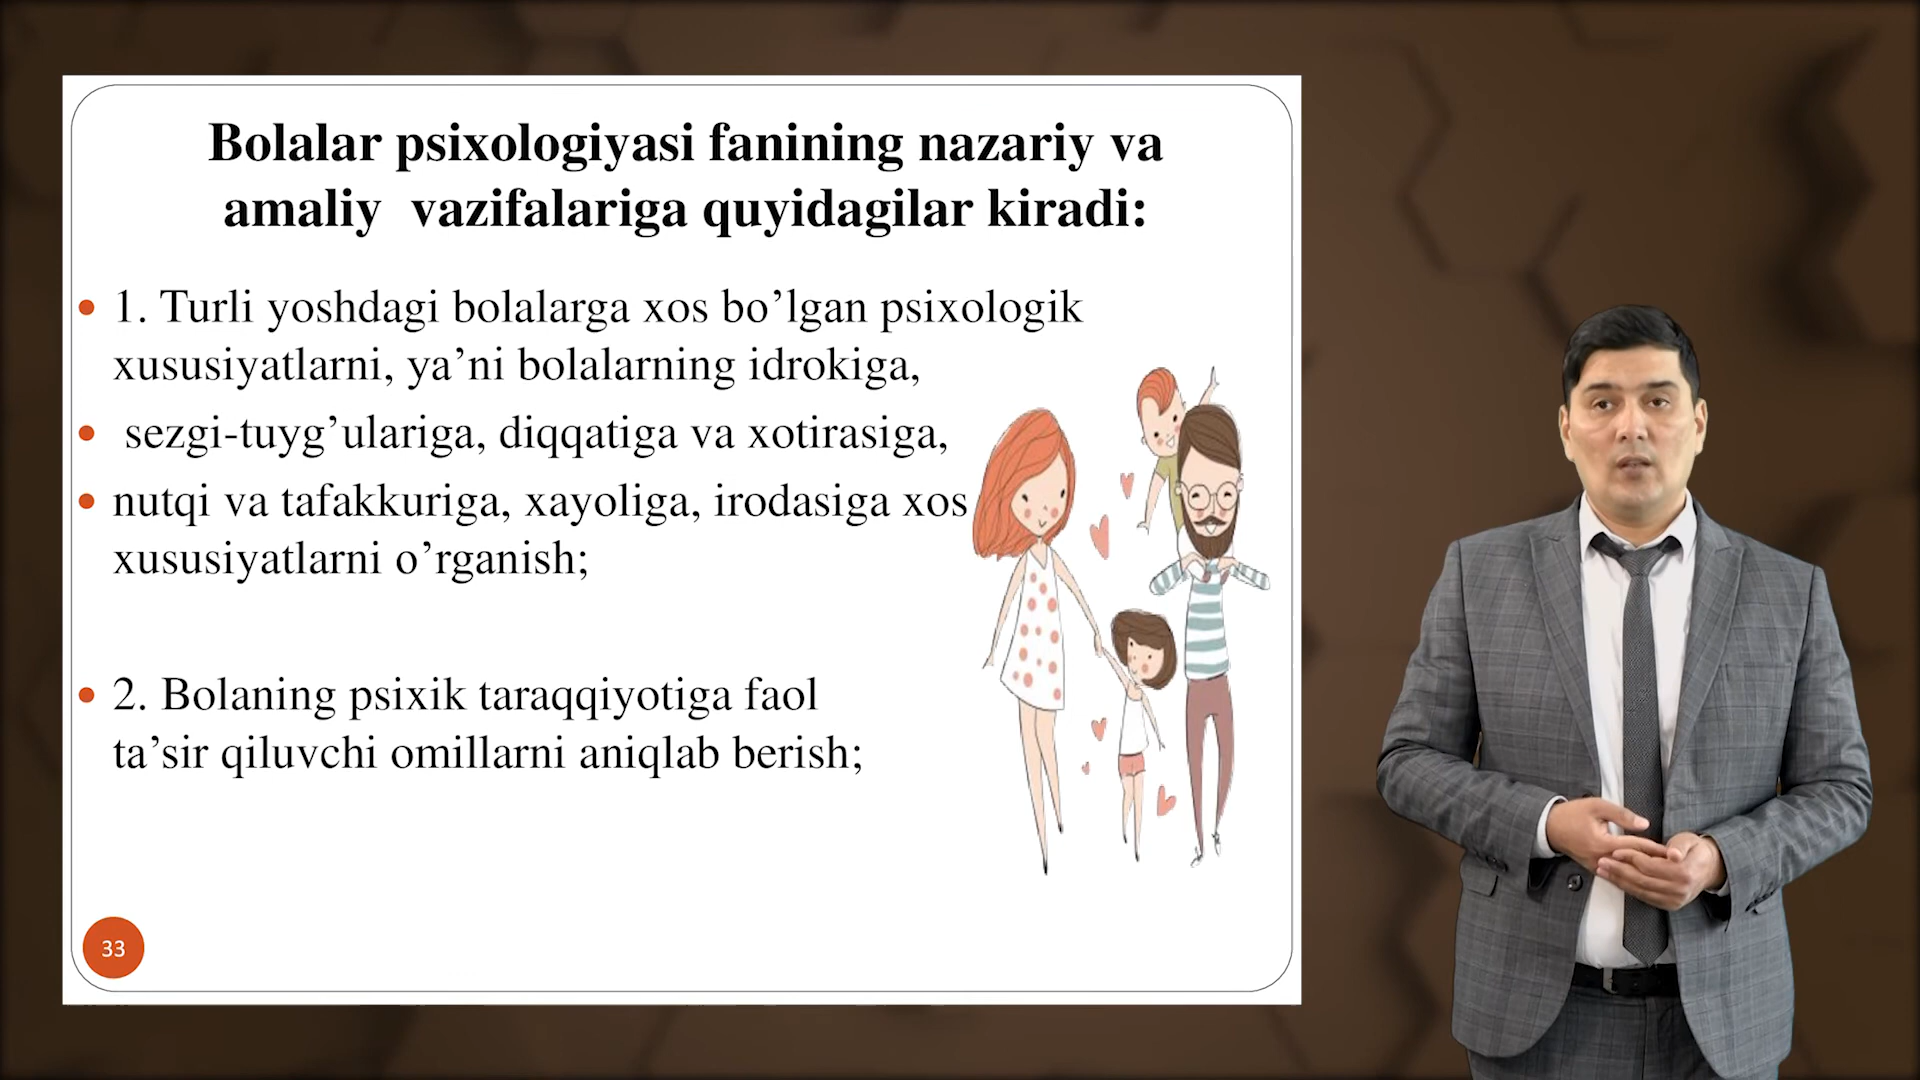 Bolalar psixologiyasi fanining nazariy va
amaliy vazifalariga quyidagilar kiradi:
• 1. Turli yoshdagi bolalarga xos bo’lgan psixologik
xususiyatlarni, ya’ni bolalarning idrokiga,
• sezgi-tuyg’ulariga, diqqatiga va xotirasiga,
• nutqi va tafakkuriga, xayoliga, irodasiga xos
xususiyatlarni o’rganish;
• 2. Bolaning psixik taraqqiyotiga faol
ta’sir qiluvchi omillarni aniqlab berish;
33